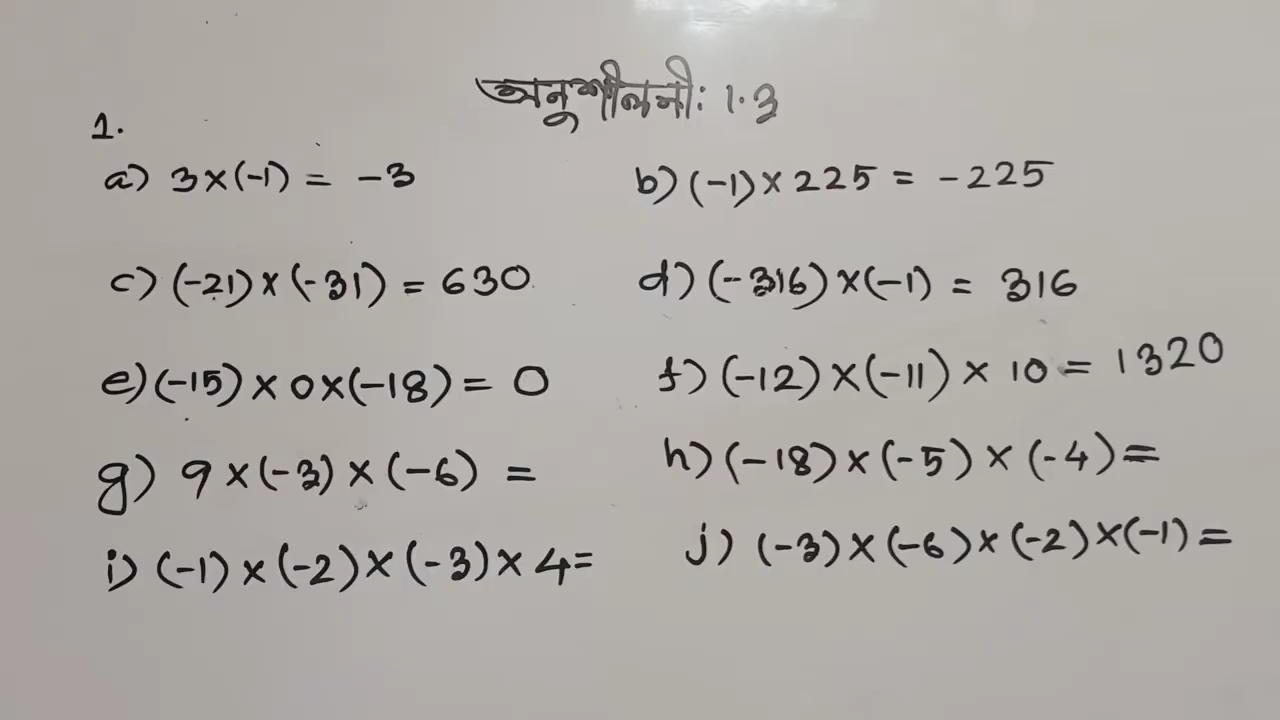 অনুশীলনী: 1.3
1.
a) 3×(-1) = -3
b) (-1)× 225 = -225
c) (-21)×(-31) = 630
d) (-316)×(-1) = 316
e) (-15) × 0×(-18) = 0
f) (-12)×(-11) × 10 = 1320
g) 9 ×(-3) × (-6) =
h) (-18)×(-5) × (-4) =
i) (-1) × (-2) × (-3) × 4 =
j) (-3) × (-6) × (-2) ×(-1) =